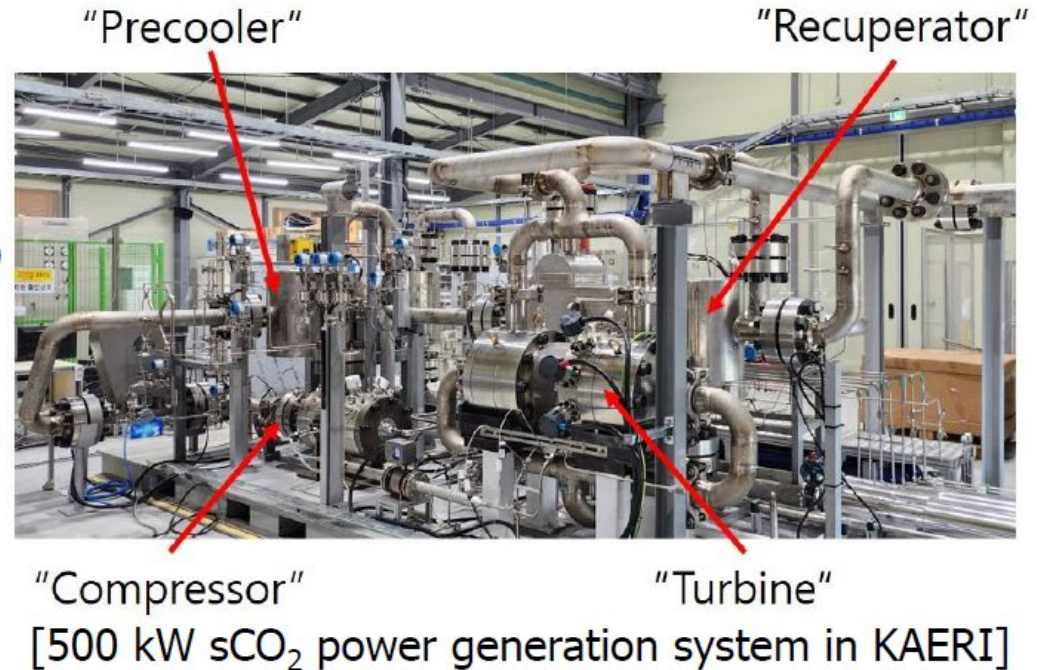 "Precooler"
"Recuperator"
"Compressor"
"Turbine"
[500 kW sCO₂ power generation system in KAERI]